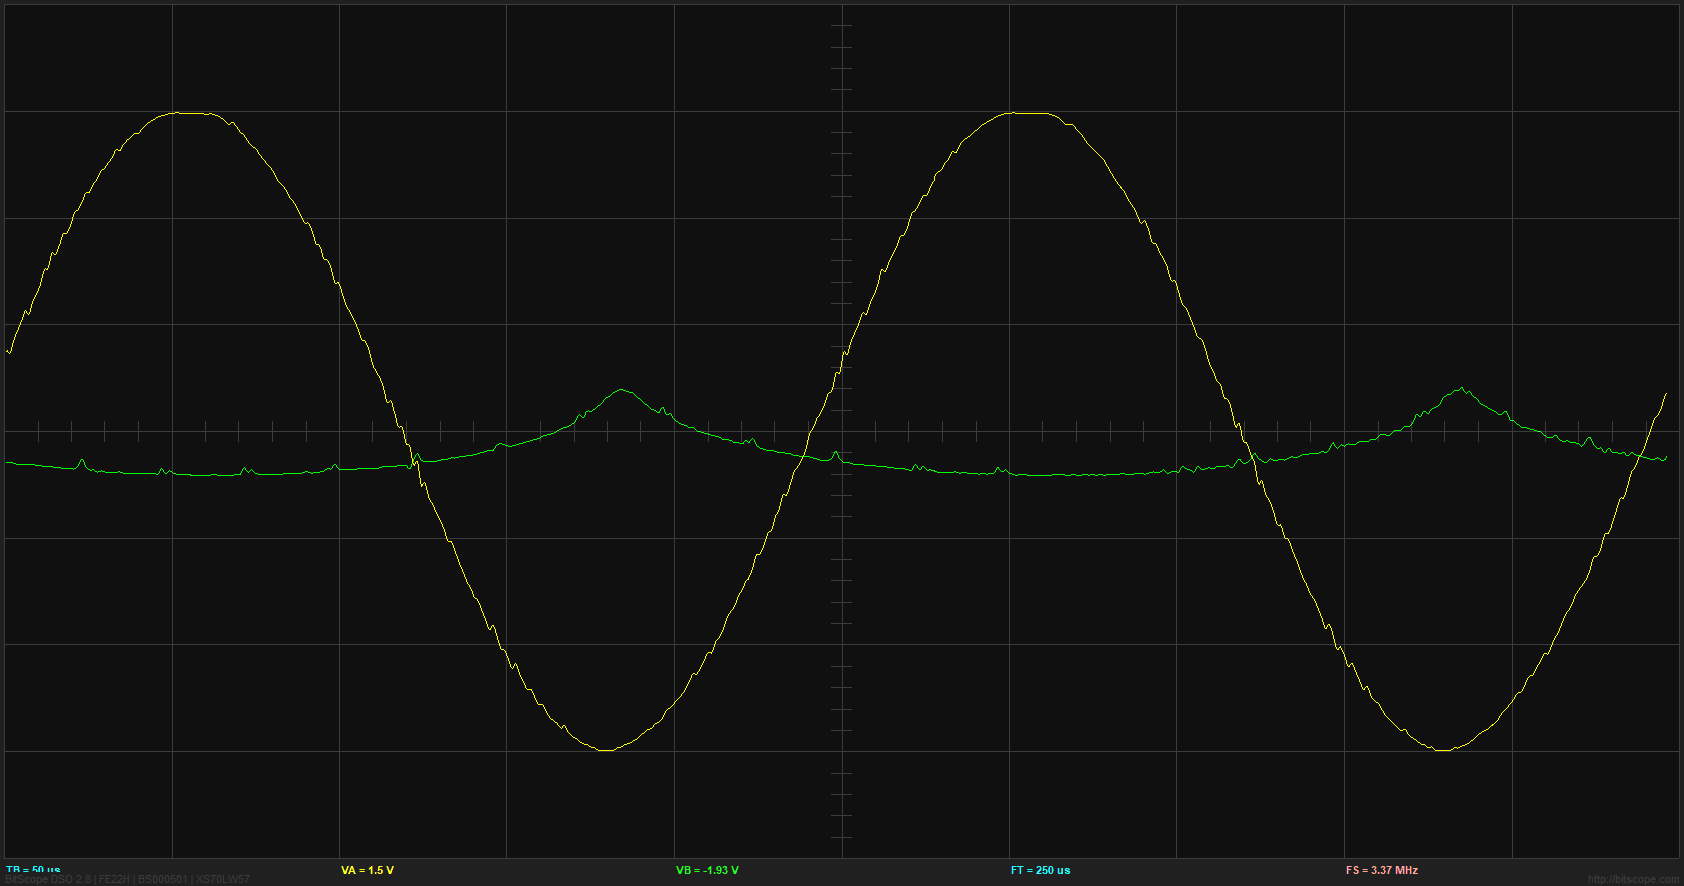 TB = 50 us
VA = 1.5 V
VB = -1.93 V
FT = 250 us
FS = 3.37 MHz
BitScope DSO 2.8 | FE22H | BS000501 | XS70LW57
http://bitscope.com